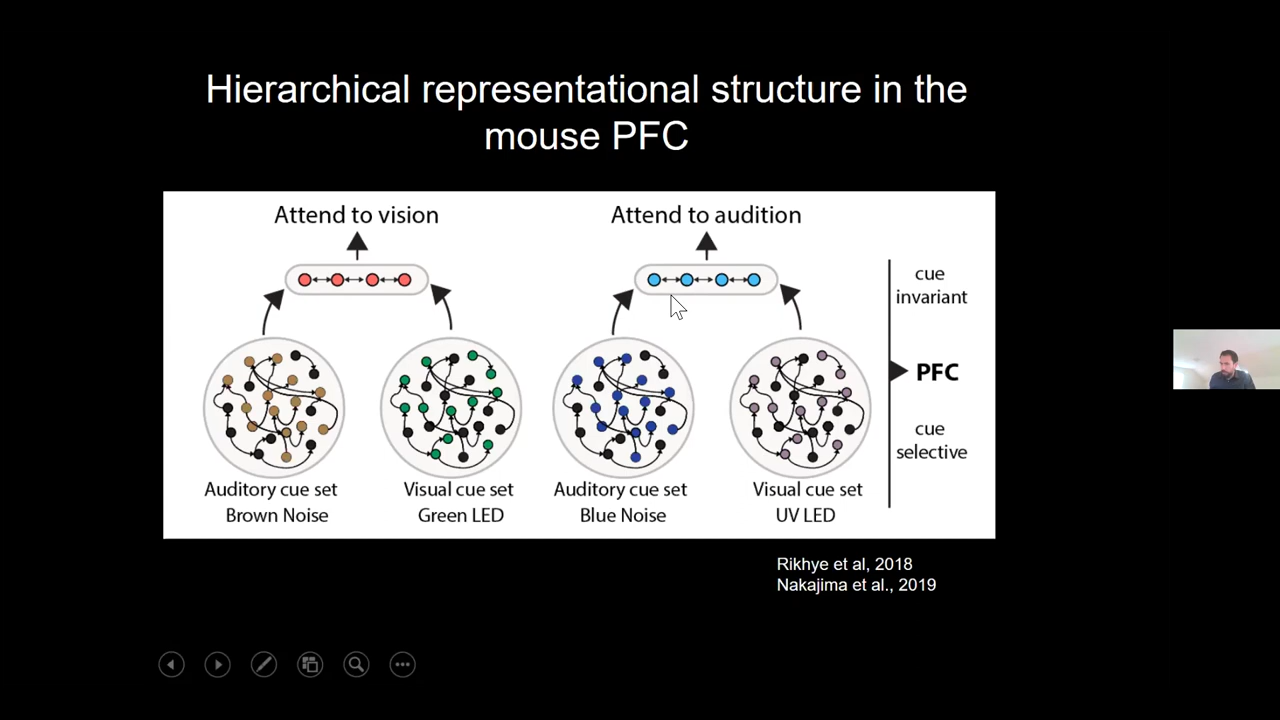 Hierarchical representational structure in the
mouse PFC
Attend to vision
Attend to audition
cue
invariant
PFC
cue
selective
Auditory cue set
Brown Noise
Visual cue set
Green LED
Auditory cue set
Blue Noise
Visual cue set
UV LED
Rikhye et al, 2018
Nakajima et al., 2019